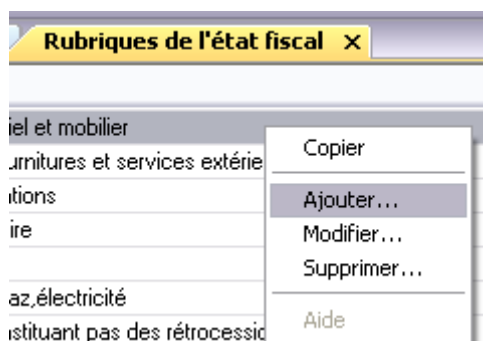 Rubriques de l'état fiscal X
iel et mobilier
Copier
urnitures et services extérie
Ajouter...
ations
Modifier...
ire
Supprimer...
az,électricité
Aide
nstituant pas des rétrocessio